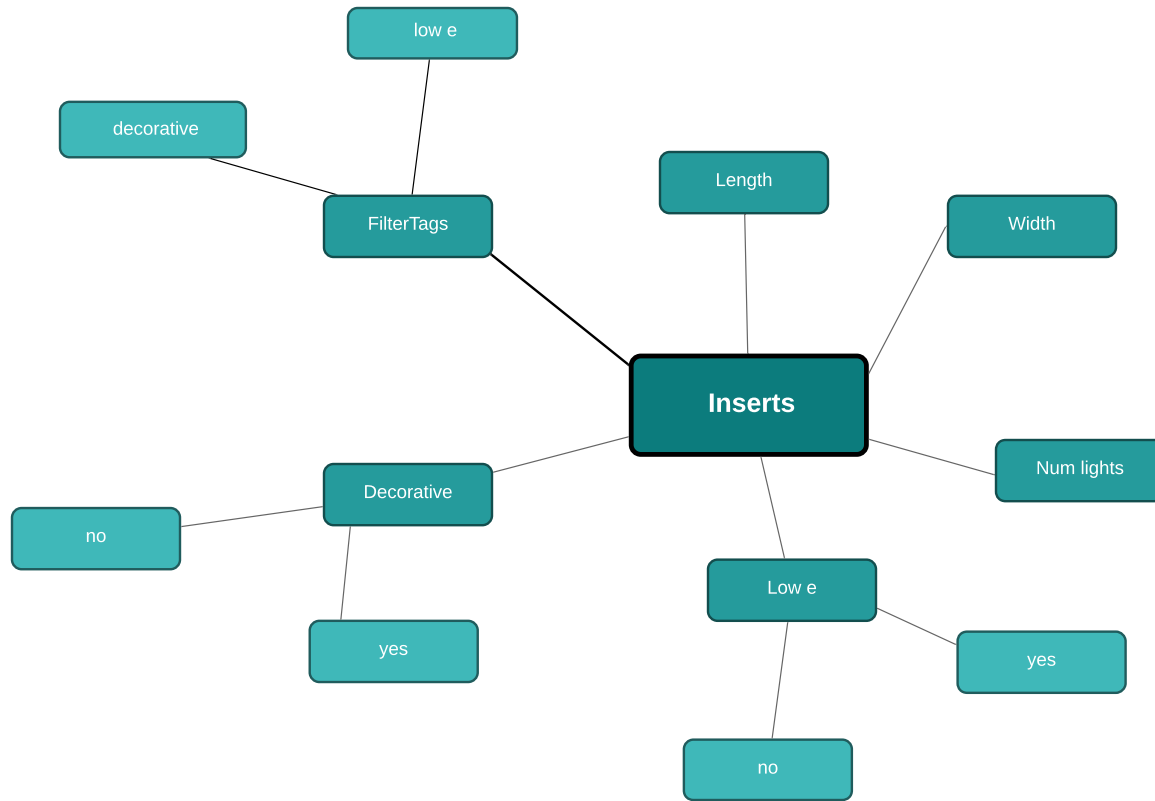 low e
decorative
Length
FilterTags
Width
Inserts
Num lights
Decorative
no
Low e
yes
yes
no